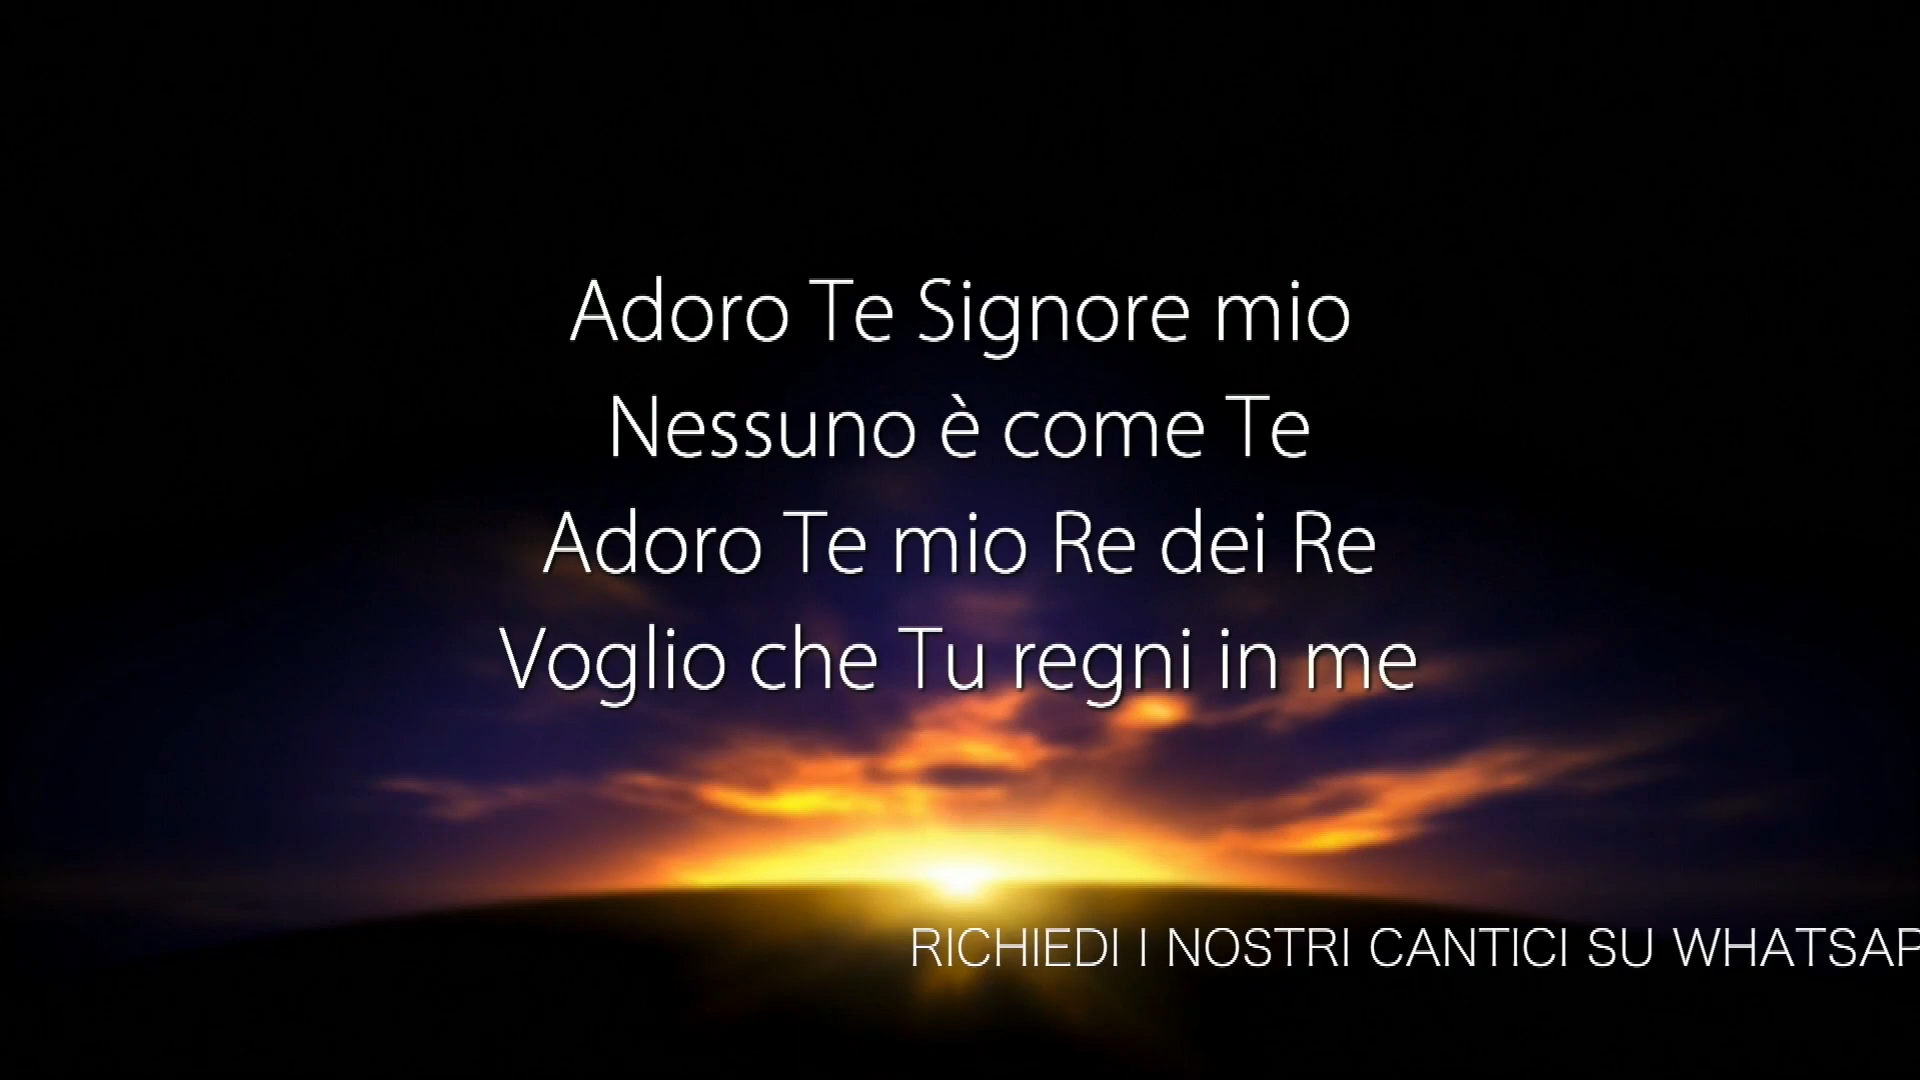 Adoro Te Signore mio
Nessuno è come Te
Adoro Te mio Re dei Re
Voglio che Tu regni in me
RICHIEDI I NOSTRI CANTICI SU WHATSAP